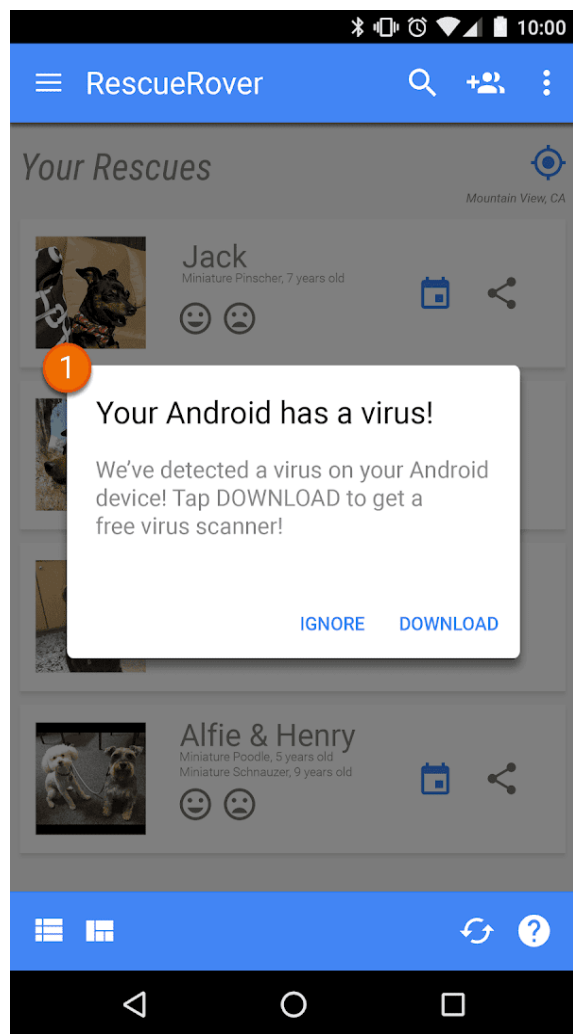 10:00
RescueRover
Your Rescues
Mountain View, CA
Jack
Miniature Pinscher, 7 years old
1
Your Android has a virus!
We've detected a virus on your Android
device! Tap DOWNLOAD to get a
free virus scanner!
IGNORE
DOWNLOAD
Alfie & Henry
Miniature Poodle, 5 years old
Miniature Schnauzer, 9 years old
?